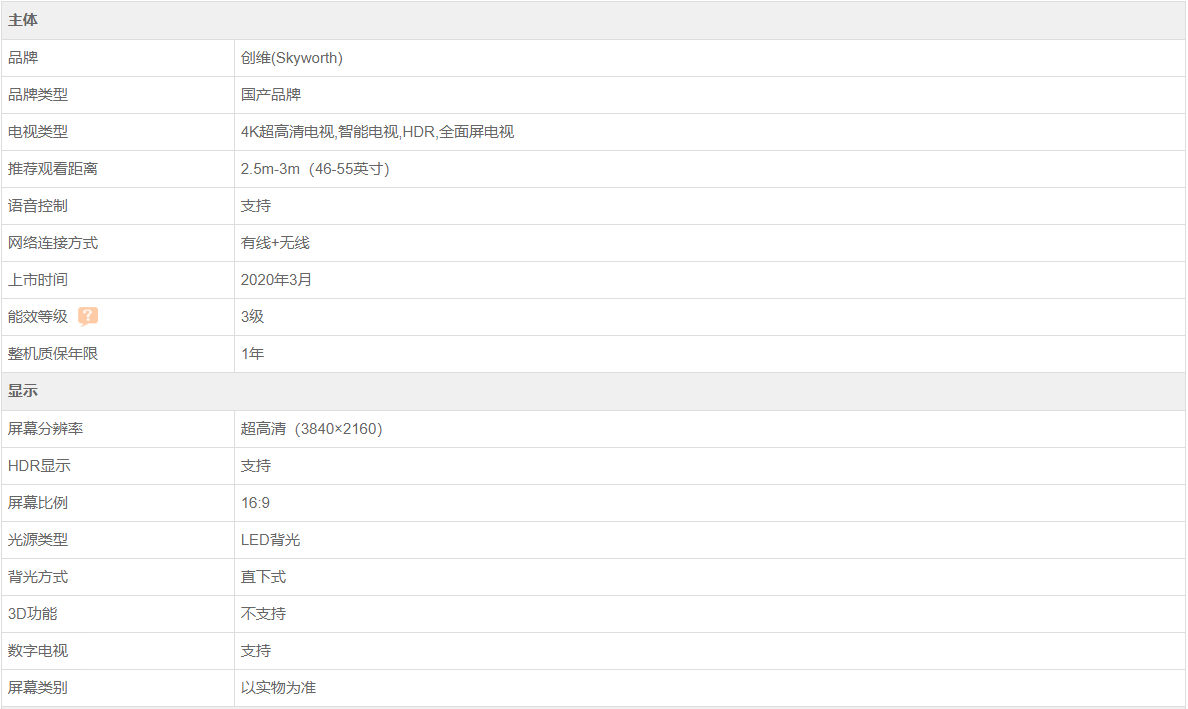 主体
品牌 创维(Skyworth)
品牌类型 国产品牌
电视类型 4K超高清电视,智能电视,HDR,全面屏电视
推荐观看距离 2.5m-3m（46-55英寸）
语音控制 支持
网络连接方式 有线+无线
上市时间 2020年3月
能效等级 ? 3级
整机质保年限 1年
显示
屏幕分辨率 超高清（3840×2160）
HDR显示 支持
屏幕比例 16:9
光源类型 LED背光
背光方式 直下式
3D功能 不支持
数字电视 支持
屏幕类别 以实物为准